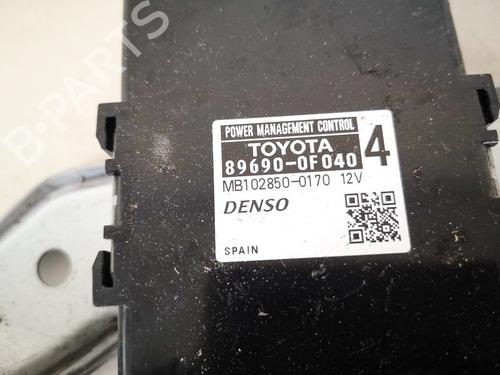 POWER MANAGEMENT CONTROL
TOYOTA
89690-0F040 4
MB102850-0170 12V
DENSO
SPAIN
B-PARTS